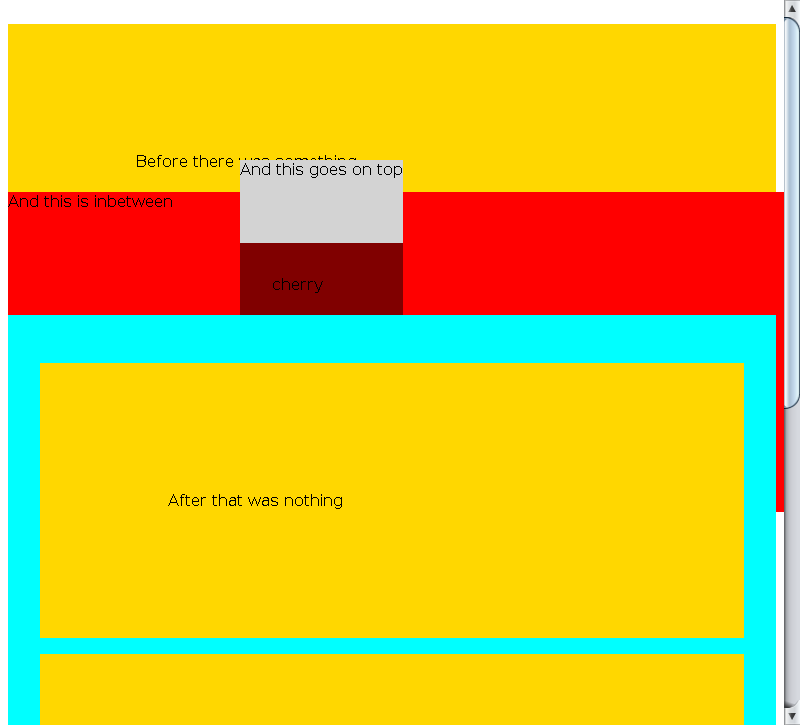 Before there was something
And this goes on top
And this is inbetween
cherry
After that was nothing